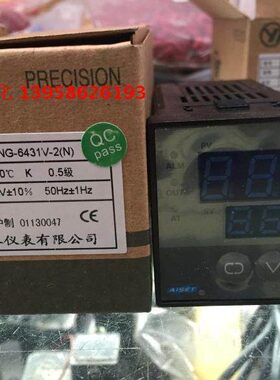 PRECISION
13958626193
NG-6431V-2(N)
QC
pass
0℃ K 0.5级
V±10% 50Hz±1Hz
制 01130047
仪表有限公司
PV
ALM
OUT
AT
SV
AISET